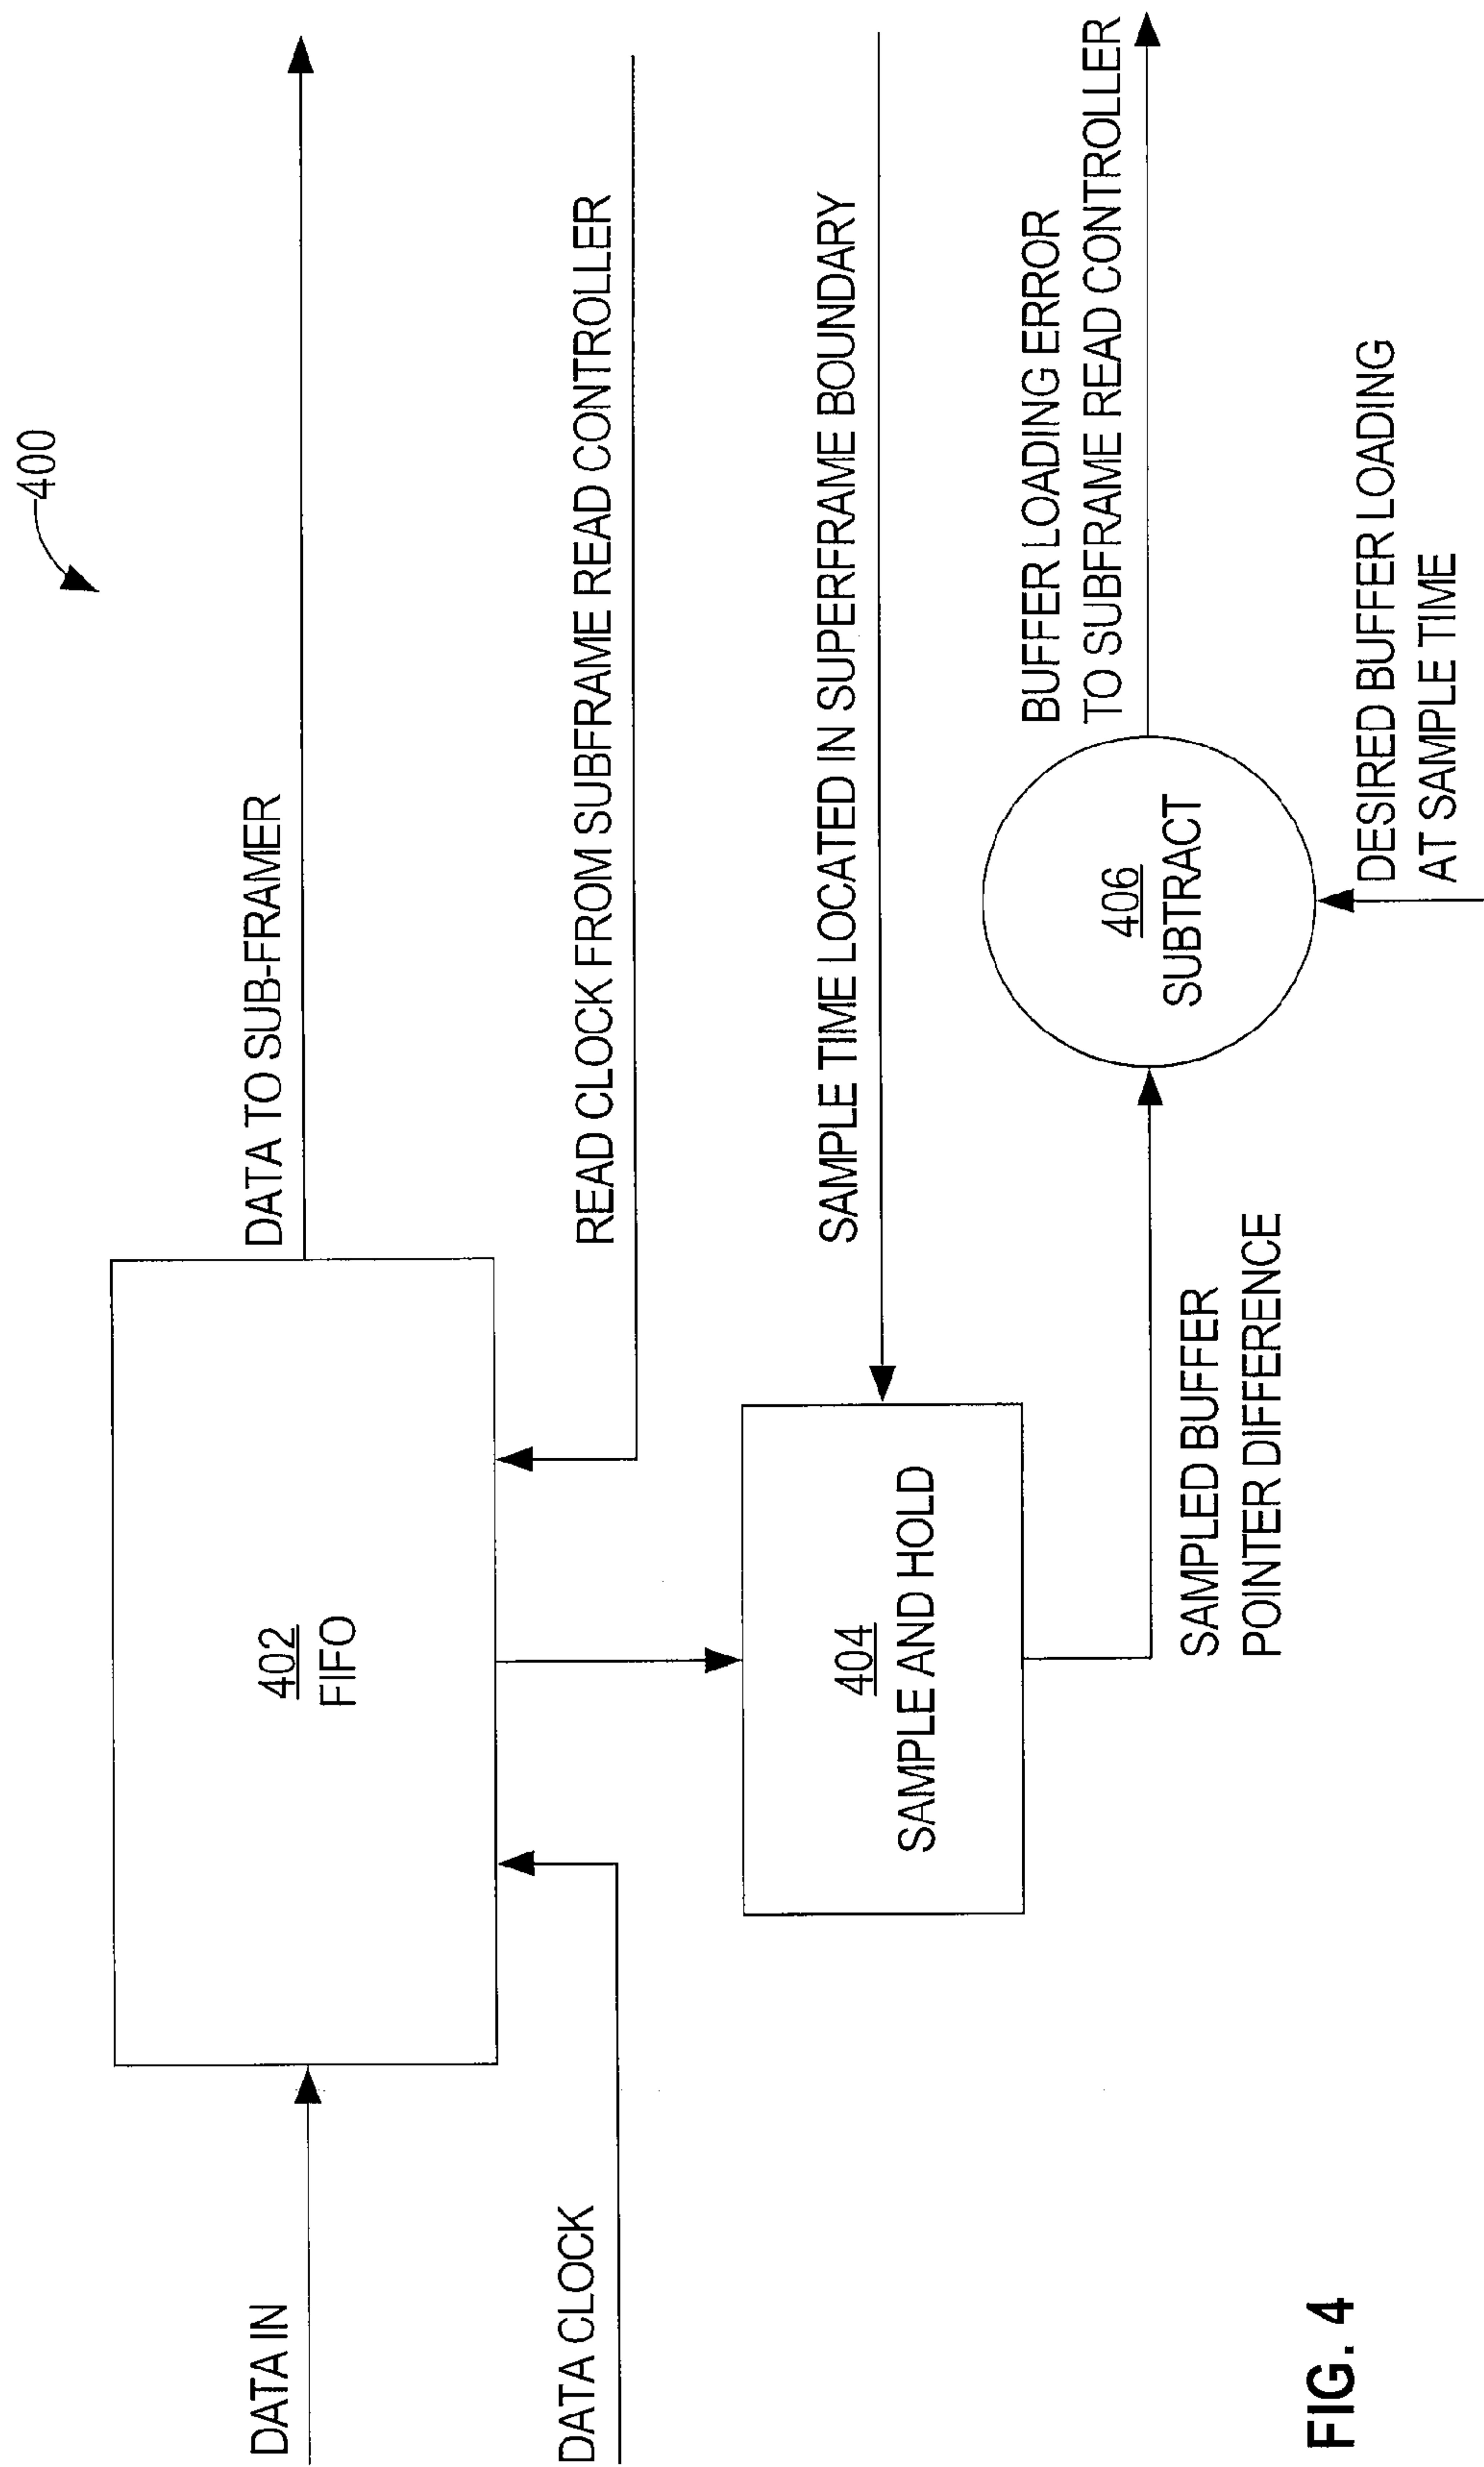 400
DATA IN
402
FIFO
DATA TO SUB-FRAMER
DATA CLOCK
READ CLOCK FROM SUBFRAME READ CONTROLLER
404
SAMPLE AND HOLD
SAMPLE TIME LOCATED IN SUPERFRAME BOUNDARY
SAMPLED BUFFER
POINTER DIFFERENCE
406
SUBTRACT
BUFFER LOADING ERROR
TO SUBFRAME READ CONTROLLER
DESIRED BUFFER LOADING
AT SAMPLE TIME
FIG. 4